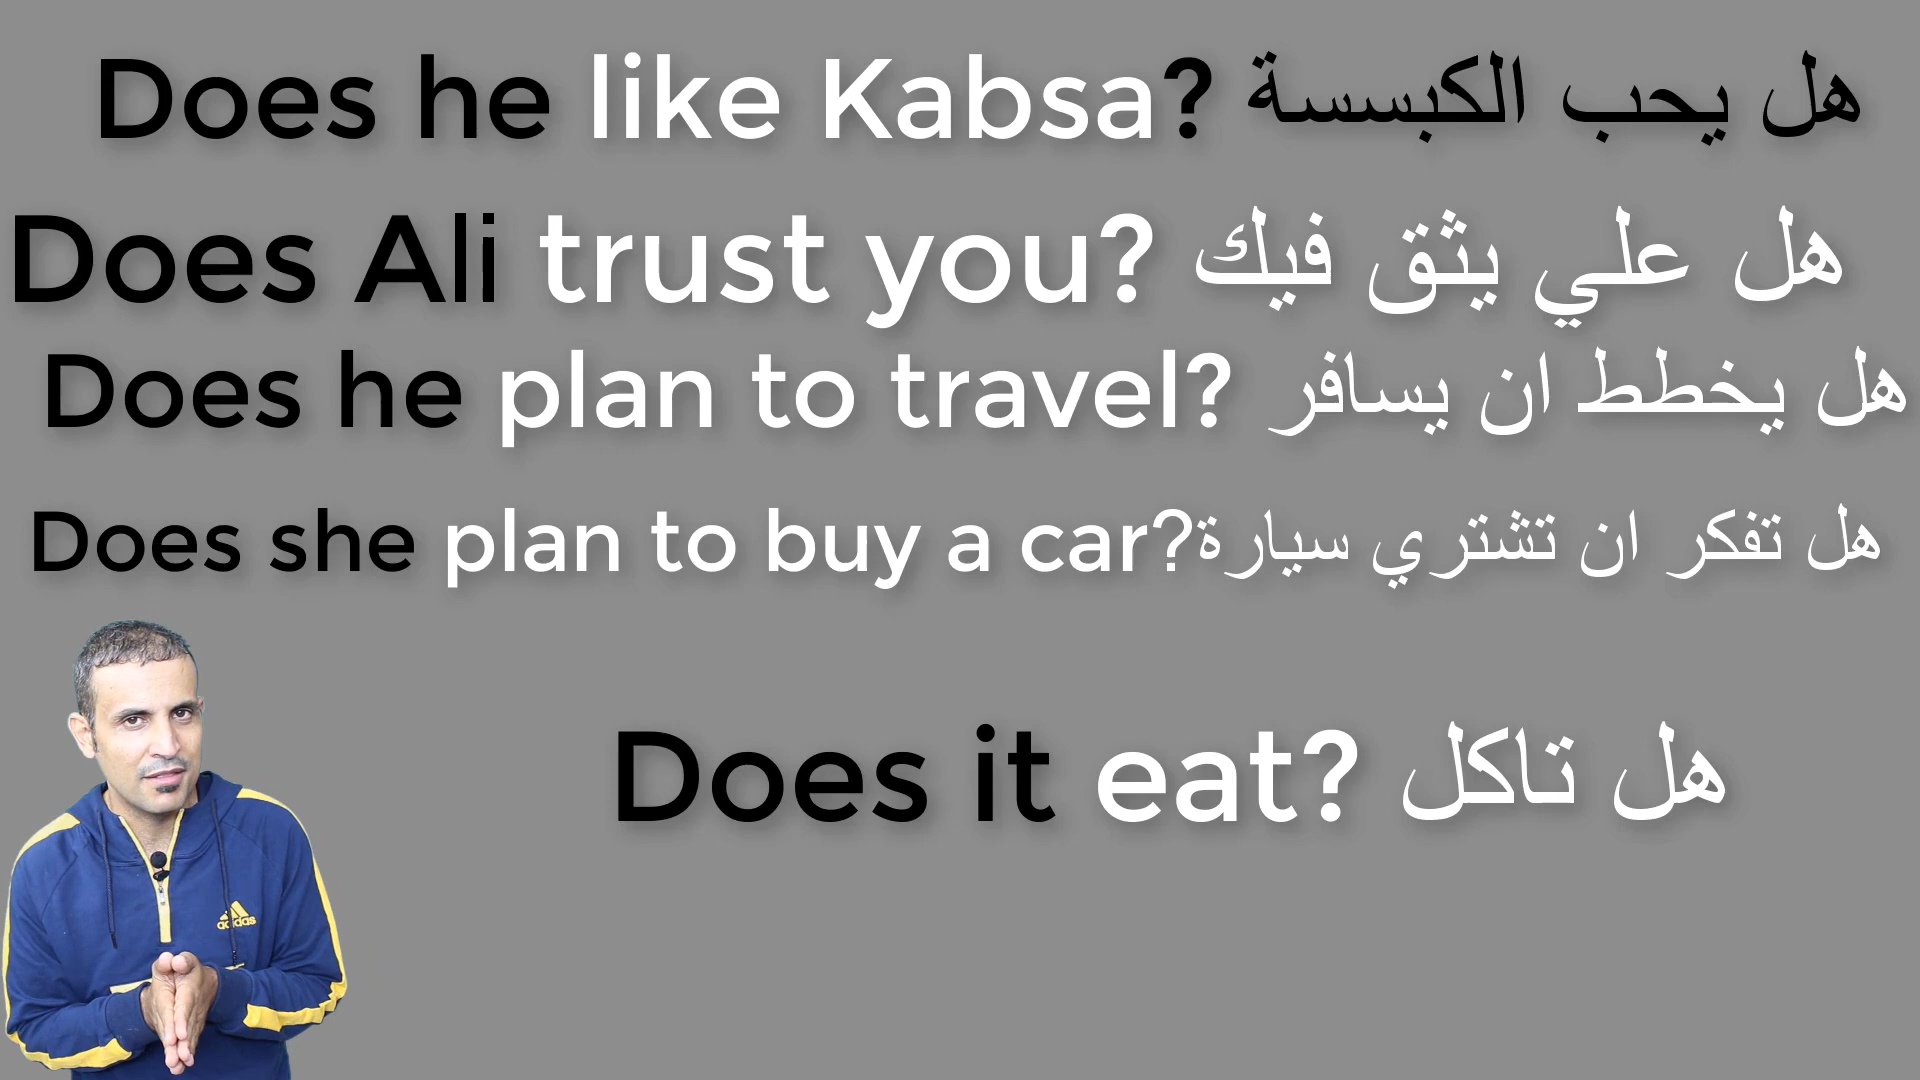 Does he like Kabsa? هل يحب الكبسسة
Does Ali trust you? هل علي يثق فيك
Does he plan to travel? هل يخطط ان يسافر
Does she plan to buy a car?هل تفكر ان تشتري سيارة
Does it eat? هل تاكل
adidas